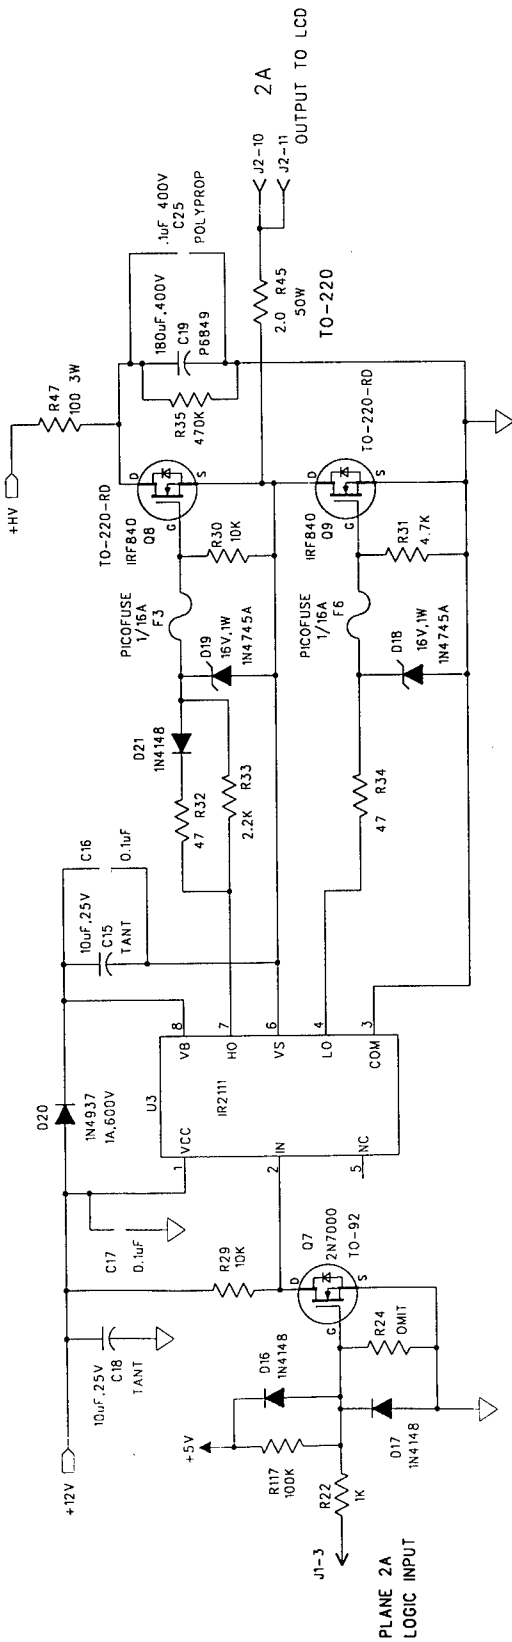 +12V
10uF,25V
C18
TANT
C17
0.1uF
D20
1N4937
1A,600V
10uF,25V
C15
TANT
C16
0.1uF
+5V
R117
100K
D16
1N4148
R29
10K
J1-3
R22
1K
PLANE 2A
LOGIC INPUT
D17
1N4148
R24
OMIT
Q7
2N7000
TO-92
G
D
S
U3
IR2111
1
VCC
2
IN
5
NC
VB
8
HO
7
VS
6
LO
4
COM
3
D21
1N4148
47 R32
R33
2.2K
PICOFUSE
1/16A
F3
D19
16V,1W
1N4745A
R30
10K
TO-220-RD
IRF840
Q8
G
D
S
+HV
R47
100 3W
R35
470K
180uF,400V
C19
P6849
.1uF 400V
C25
POLYPROP
47 R34
PICOFUSE
1/16A
F6
D18
16V,1W
1N4745A
R31
4.7K
IRF840
Q9
TO-220-RD
G
D
S
2.0 R45
50W
TO-220
J2-10
J2-11
2A
OUTPUT TO LCD